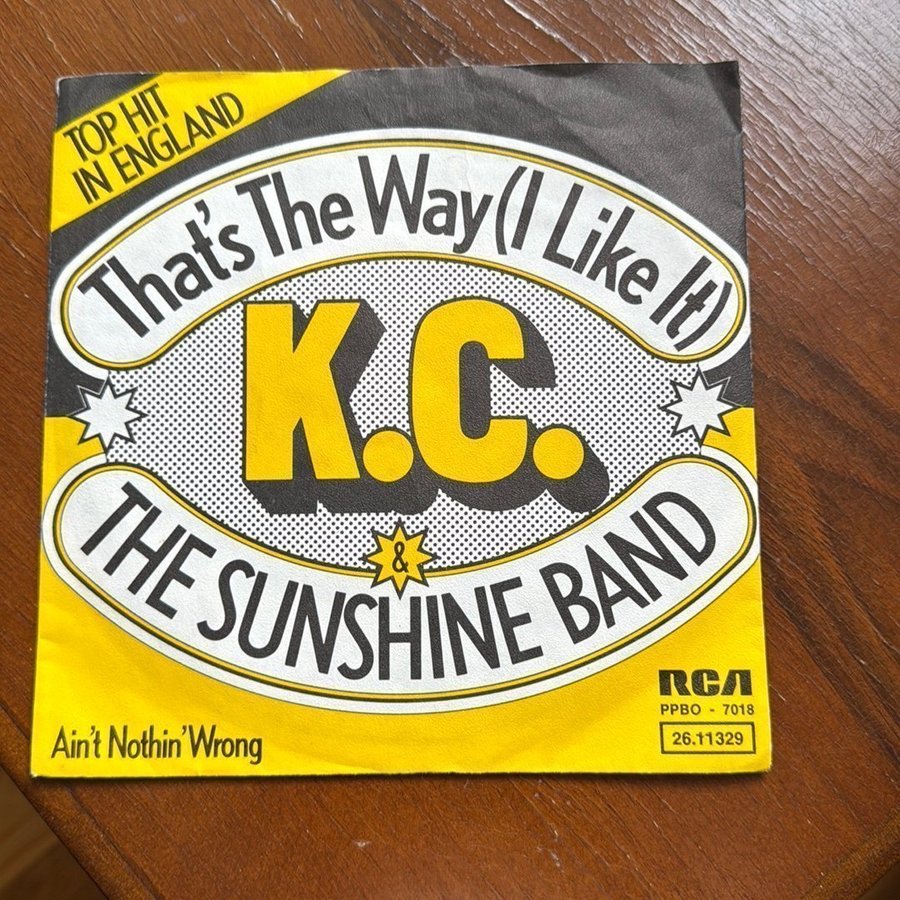 TOP HIT
IN ENGLAND
That's The Way (I Like It)
K.C.
&
THE SUNSHINE BAND
RCA
PPBO - 7018
26.11329
Ain't Nothin' Wrong